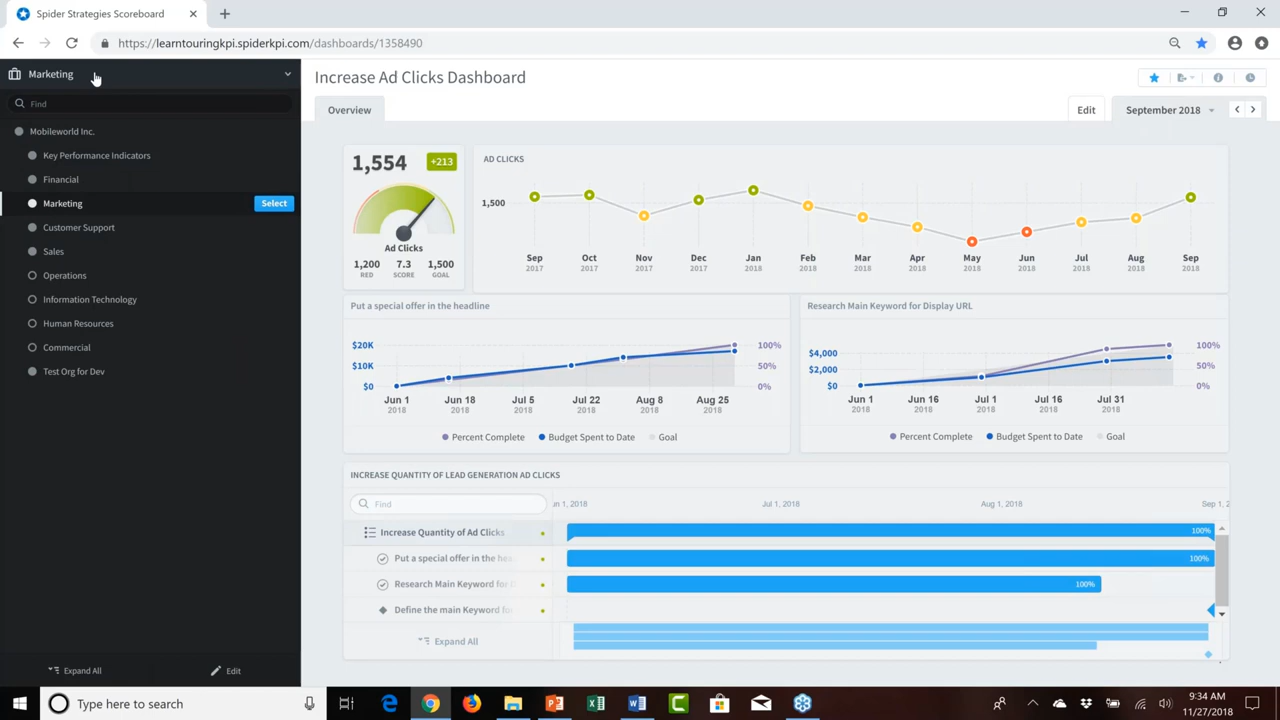 Spider Strategies Scoreboard
https://learntouringkpi.spiderkpi.com/dashboards/1358490
Marketing
Find
Mobileworld Inc.
Key Performance Indicators
Financial
Marketing
Select
Customer Support
Sales
Operations
Information Technology
Human Resources
Commercial
Test Org for Dev
Expand All
Edit
Increase Ad Clicks Dashboard
Overview
Edit
September 2018
1,554
+213
Ad Clicks
1,200 7.3 1,500
RED SCORE GOAL
AD CLICKS
1,500
Sep Oct Nov Dec Jan Feb Mar Apr May Jun Jul Aug Sep
2017 2017 2017 2017 2018 2018 2018 2018 2018 2018 2018 2018 2018
Put a special offer in the headline
$20K 100%
$10K 50%
$0 0%
Jun 1 Jun 18 Jul 5 Jul 22 Aug 8 Aug 25
2018 2018 2018 2018 2018 2018
Percent Complete Budget Spent to Date Goal
Research Main Keyword for Display URL
$4,000 100%
$2,000 50%
$0 0%
Jun 1 Jun 16 Jul 1 Jul 16 Jul 31
2018 2018 2018 2018 2018
Percent Complete Budget Spent to Date Goal
INCREASE QUANTITY OF LEAD GENERATION AD CLICKS
Find
un 1, 2018 Jul 1, 2018 Aug 1, 2018 Sep 1, 2
Increase Quantity of Ad Clicks 100%
Put a special offer in the hea 100%
Research Main Keyword for 100%
Define the main Keyword fo
Expand All
Type here to search
9:34 AM
11/27/2018